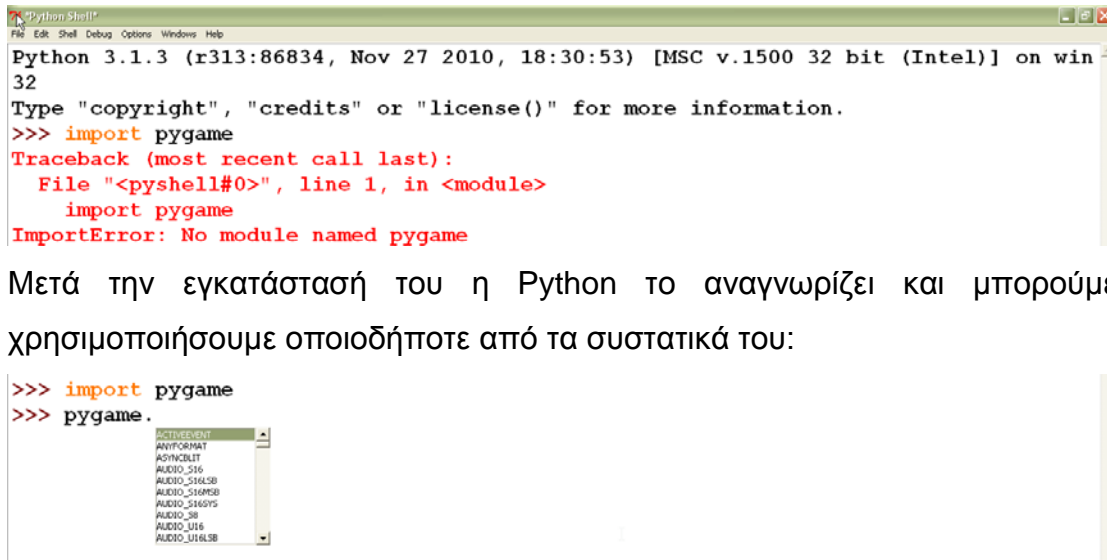 *Python Shell*
File Edit Shell Debug Options Windows Help
Python 3.1.3 (r313:86834, Nov 27 2010, 18:30:53) [MSC v.1500 32 bit (Intel)] on win
32
Type "copyright", "credits" or "license()" for more information.
>>> import pygame
Traceback (most recent call last):
  File "<pyshell#0>", line 1, in <module>
    import pygame
ImportError: No module named pygame
Μετά την εγκατάστασή του η Python το αναγνωρίζει και μπορούμε
χρησιμοποιήσουμε οποιοδήποτε από τα συστατικά του:
>>> import pygame
>>> pygame.
ACTIVEEVENT
ANYFORMAT
ASYNCBLIT
AUDIO_S16
AUDIO_S16LSB
AUDIO_S16MSB
AUDIO_S16SYS
AUDIO_S8
AUDIO_U16
AUDIO_U16LSB